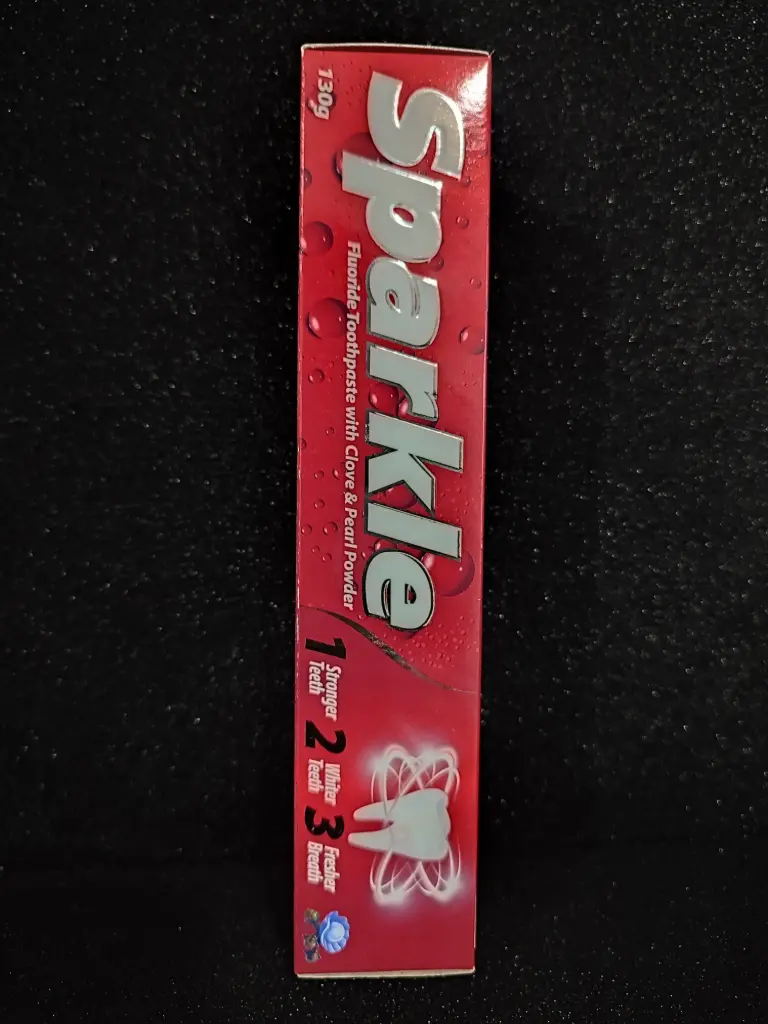 Sparkle
Fluoride Toothpaste with Clove & Pearl Powder
130g
1 Stronger
Teeth
2 Whiter
Teeth
3 Fresher
Breath